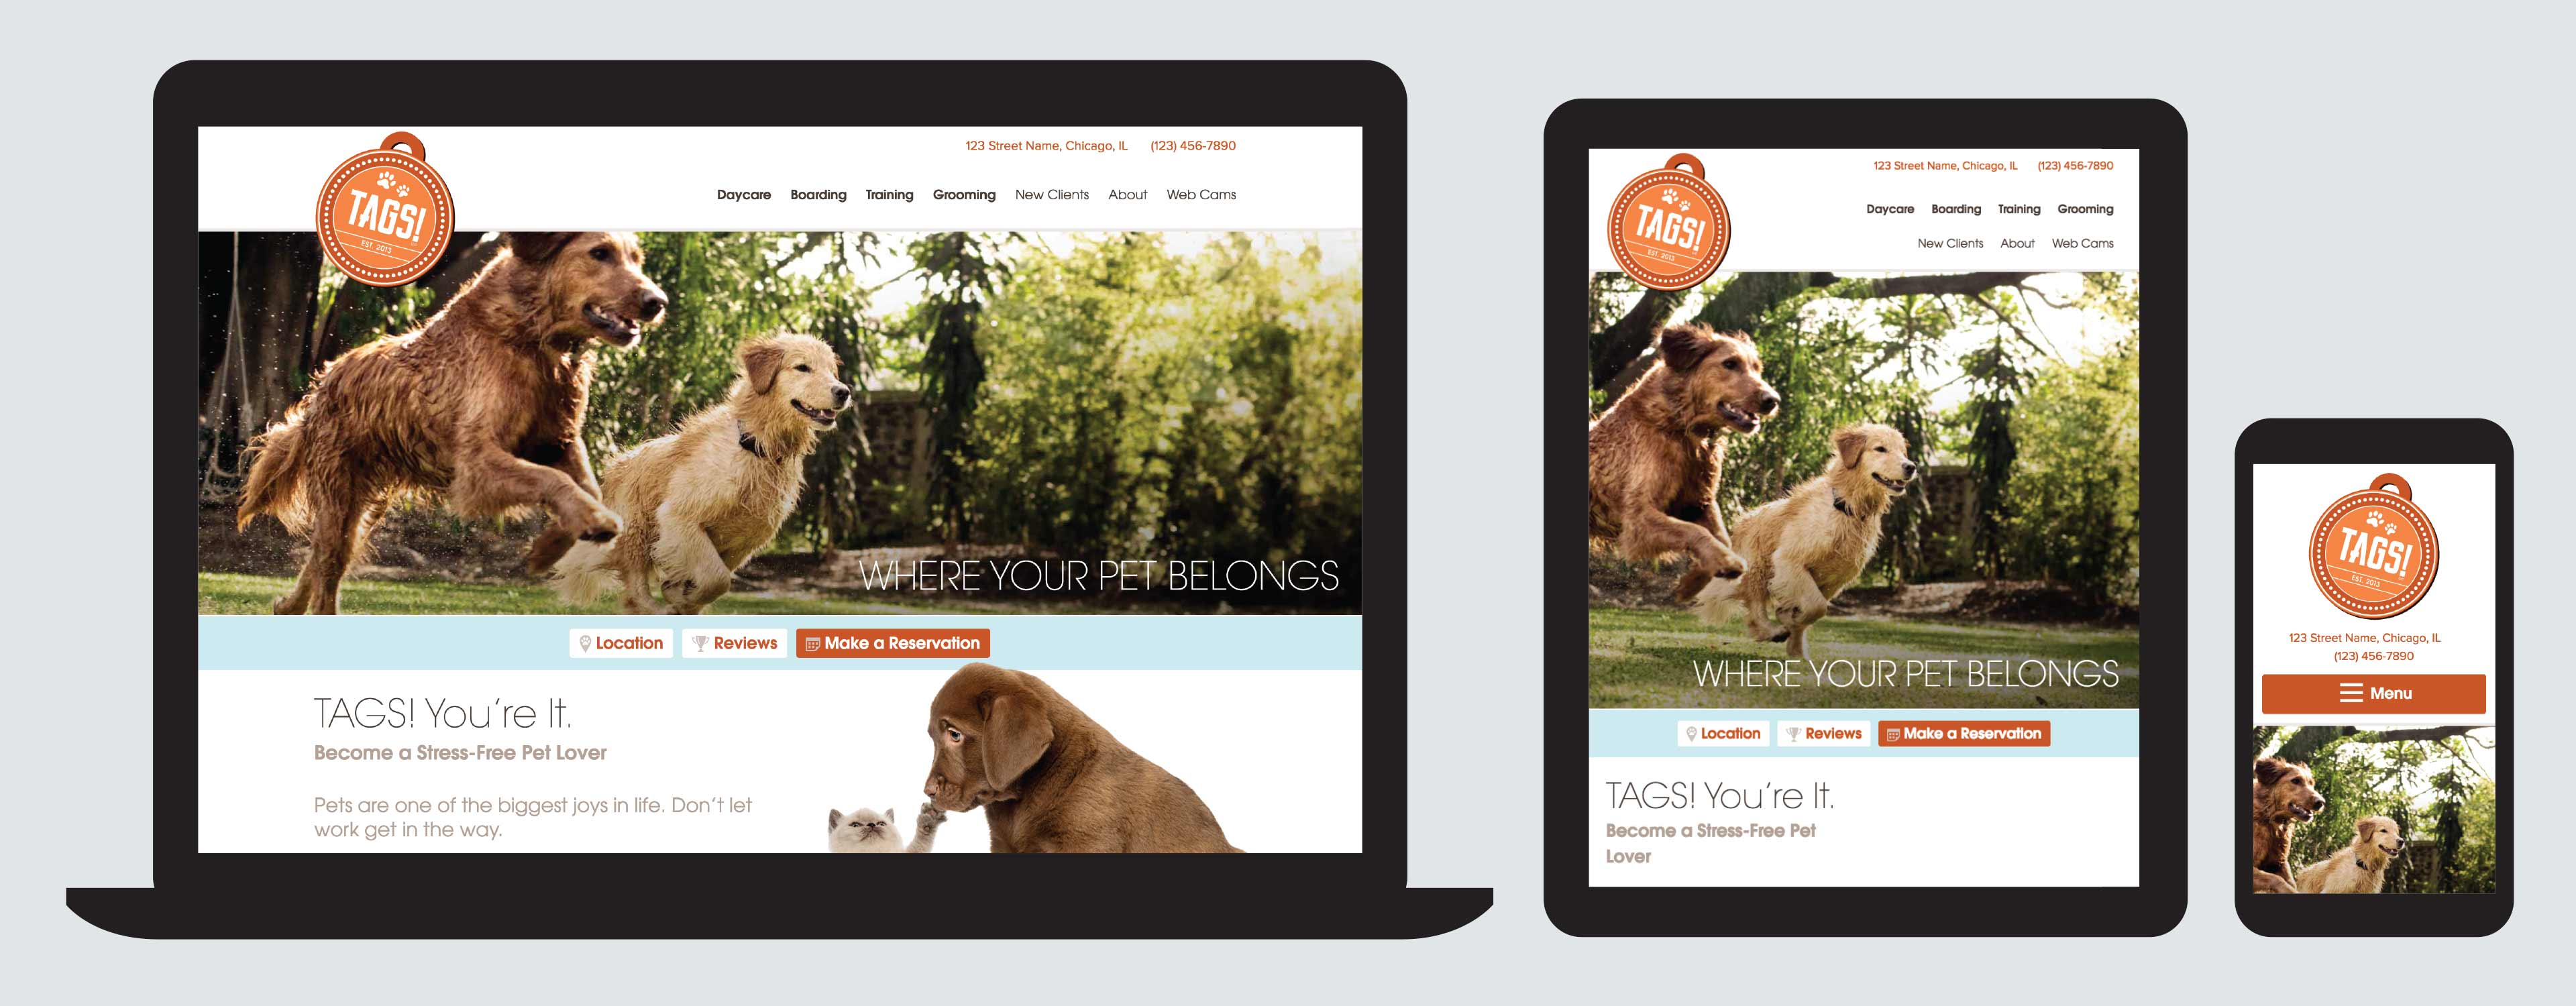 TAGS!
EST. 2013
123 Street Name, Chicago, IL (123) 456-7890
Daycare Boarding Training Grooming New Clients About Web Cams
WHERE YOUR PET BELONGS
Location Reviews Make a Reservation
TAGS! You're It.
Become a Stress-Free Pet Lover
Pets are one of the biggest joys in life. Don't let
work get in the way.
TAGS!
EST. 2013
123 Street Name, Chicago, IL (123) 456-7890
Daycare Boarding Training Grooming
New Clients About Web Cams
WHERE YOUR PET BELONGS
Location Reviews Make a Reservation
TAGS! You're It.
Become a Stress-Free Pet
Lover
TAGS!
EST. 2013
123 Street Name, Chicago, IL
(123) 456-7890
Menu